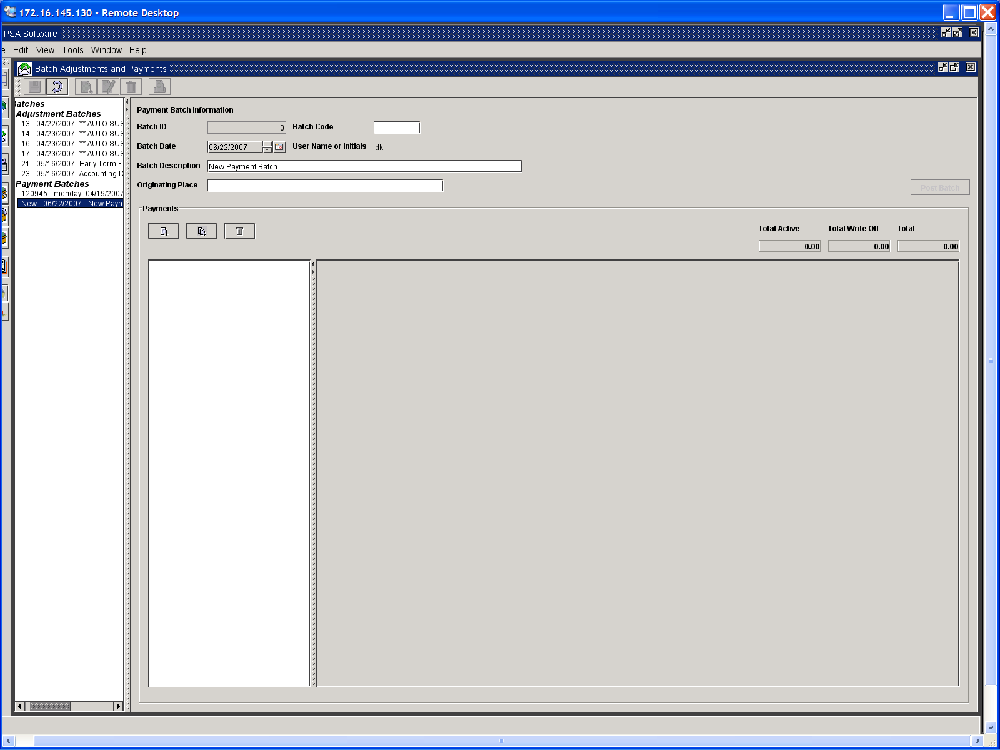 172.16.145.130 - Remote Desktop
PSA Software
Edit View Tools Window Help
Batch Adjustments and Payments
Batches
Adjustment Batches
13 - 04/22/2007- ** AUTO SUS
14 - 04/23/2007- ** AUTO SUS
16 - 04/23/2007- ** AUTO SUS
17 - 04/23/2007- ** AUTO SUS
21 - 05/16/2007- Early Term F
23 - 05/16/2007- Accounting D
Payment Batches
120945 - monday- 04/19/2007
New - 06/22/2007 - New Paym
Payment Batch Information
Batch ID 0 Batch Code
Batch Date 06/22/2007 User Name or Initials dk
Batch Description New Payment Batch
Originating Place
Post Batch
Payments
Total Active Total Write Off Total
0.00 0.00 0.00